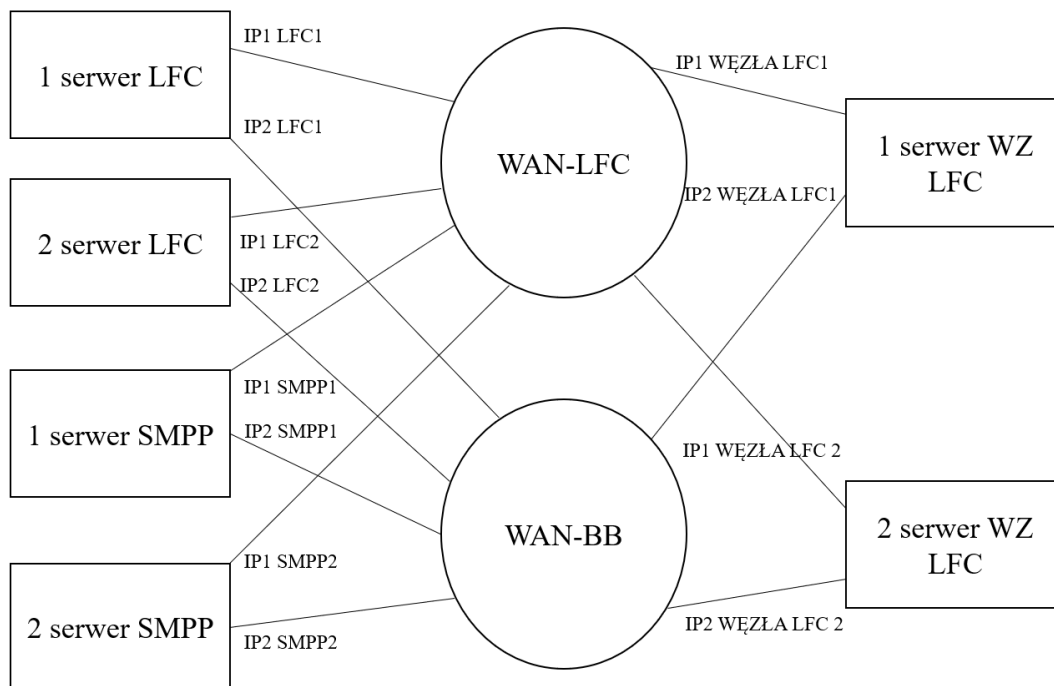 1 serwer LFC
IP1 LFC1
IP2 LFC1
2 serwer LFC
IP1 LFC2
IP2 LFC2
1 serwer SMPP
IP1 SMPP1
IP2 SMPP1
2 serwer SMPP
IP1 SMPP2
IP2 SMPP2
WAN-LFC
WAN-BB
IP1 WĘZŁA LFC1
IP2 WĘZŁA LFC1
1 serwer WZ
LFC
IP1 WĘZŁA LFC 2
IP2 WĘZŁA LFC 2
2 serwer WZ
LFC